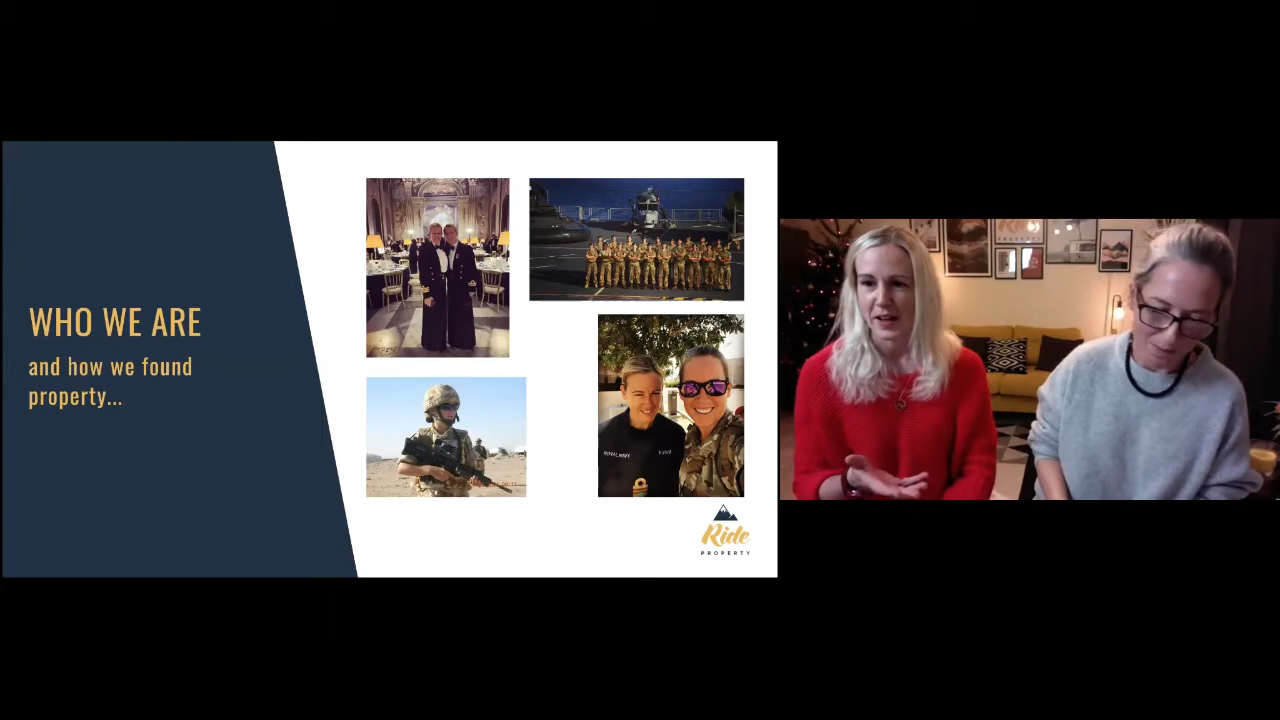 WHO WE ARE
and how we found
property...
ROYAL NAVY
Ride
PROPERTY